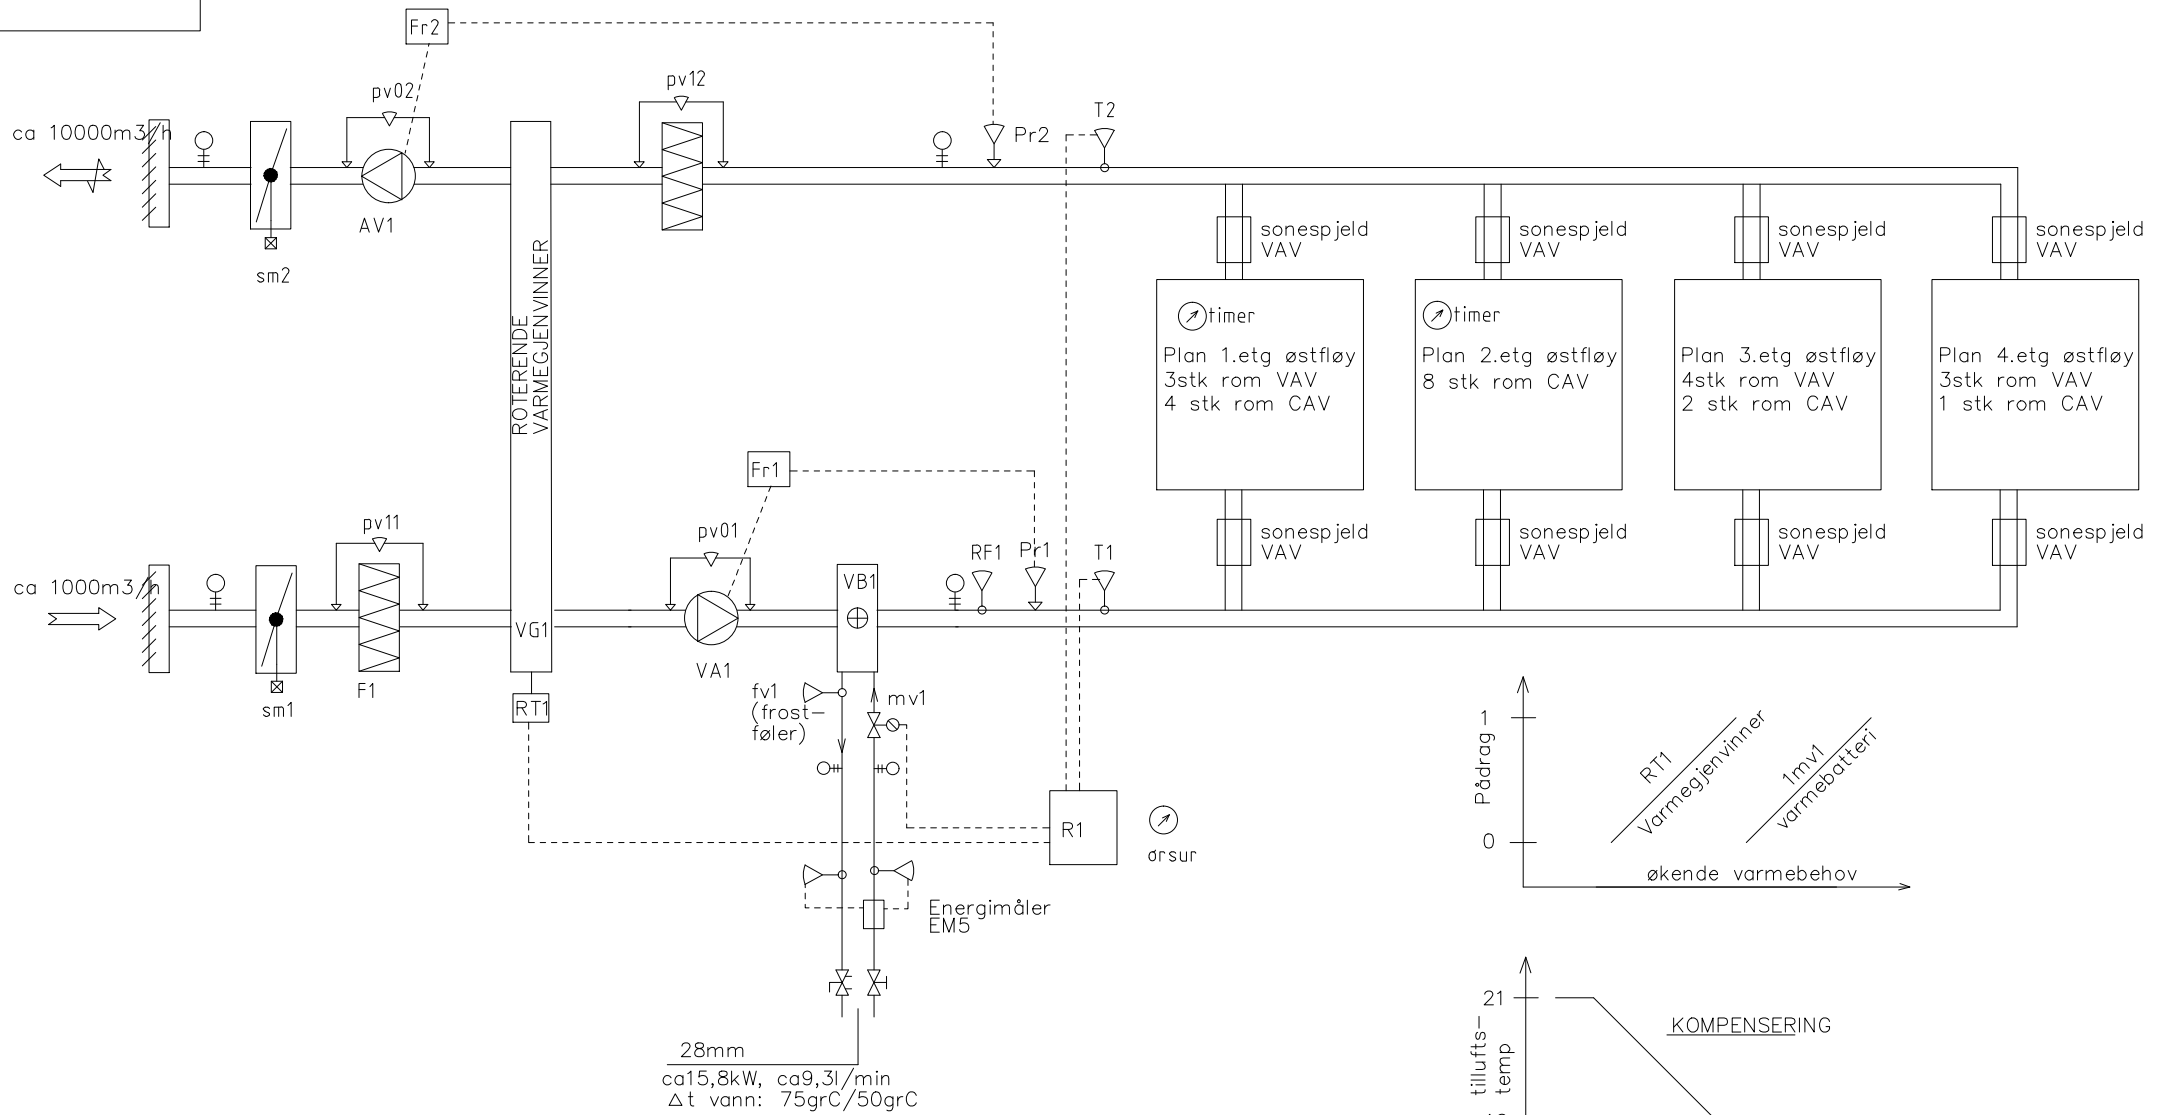 Fr2
pv02
pv12
T2
ca 10000m3/h
Pr2
AV1
sm2
sonespjeld
VAV
sonespjeld
VAV
sonespjeld
VAV
sonespjeld
VAV
ROTERENDE
VARMEGJENVINNER
timer
Plan 1.etg østfløy
3stk rom VAV
4 stk rom CAV
timer
Plan 2.etg østfløy
8 stk rom CAV
Plan 3.etg østfløy
4stk rom VAV
2 stk rom CAV
Plan 4.etg østfløy
3stk rom VAV
1 stk rom CAV
Fr1
pv11
pv01
RF1
Pr1
T1
sonespjeld
VAV
sonespjeld
VAV
sonespjeld
VAV
sonespjeld
VAV
ca 1000m3/h
VB1
VG1
F1
sm1
VA1
RT1
fv1
(frost-
føler)
mv1
R1
årsur
Energimåler
EM5
28mm
ca15,8kW, ca9,3l/min
Δt vann: 75grC/50grC
Pådrag
1
0
RT1
Varmegjenvinner
1mv1
varmebatteri
økende varmebehov
21
tillufts-
temp
KOMPENSERING